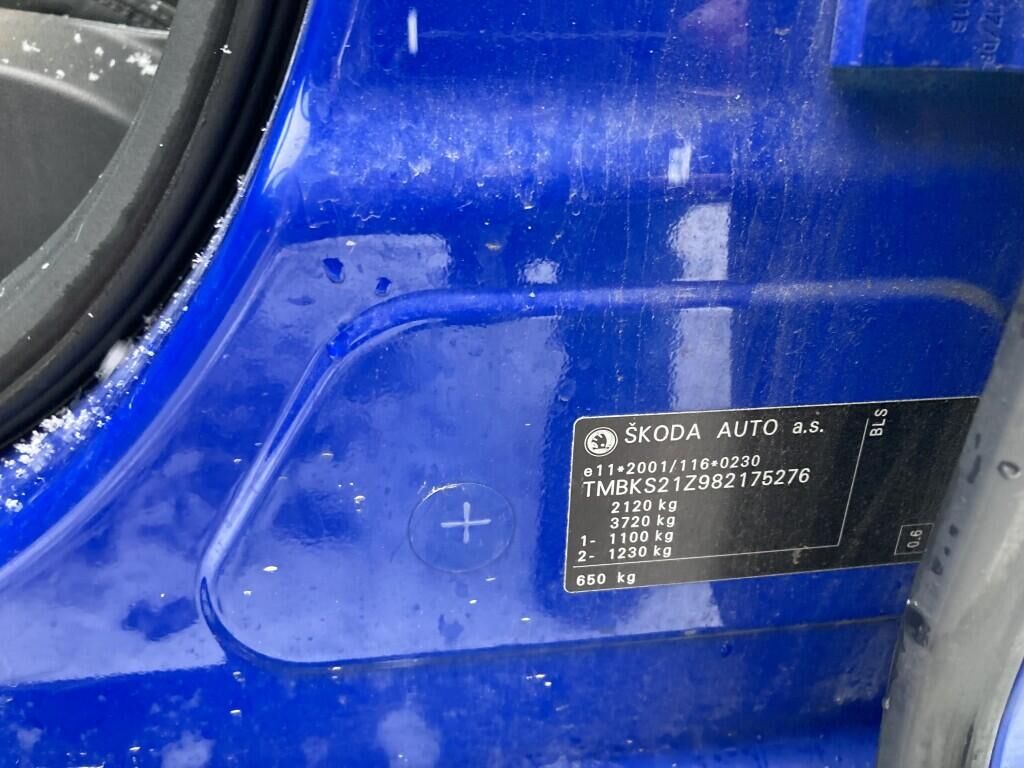 ŠKODA AUTO a.s.
BLS
e11*2001/116*0230
TMBKS21Z982175276
2120 kg
3720 kg
1- 1100 kg
2- 1230 kg
0.6
650 kg